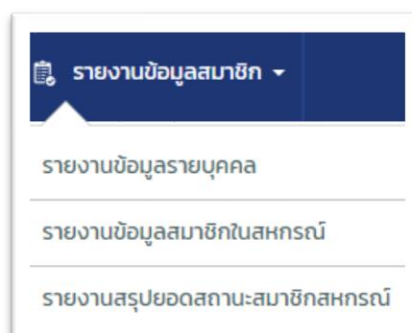 รายงานข้อมูลสมาชิก
รายงานข้อมูลรายบุคคล
รายงานข้อมูลสมาชิกในสหกรณ์
รายงานสรุปยอดสถานะสมาชิกสหกรณ์